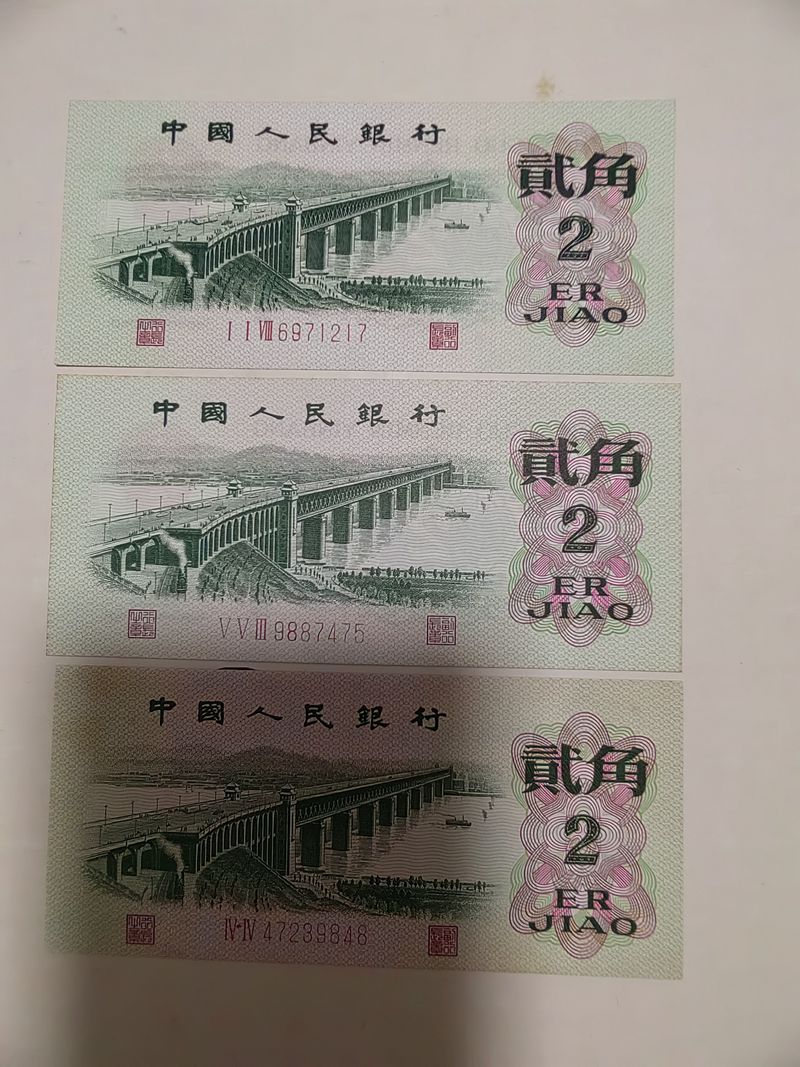 中國人民銀行
貳角
2
ER
JIAO
I I VIII 6971217
中國人民銀行
貳角
2
ER
JIAO
V V III 9887475
中國人民銀行
貳角
2
ER
JIAO
IV IV 47239848